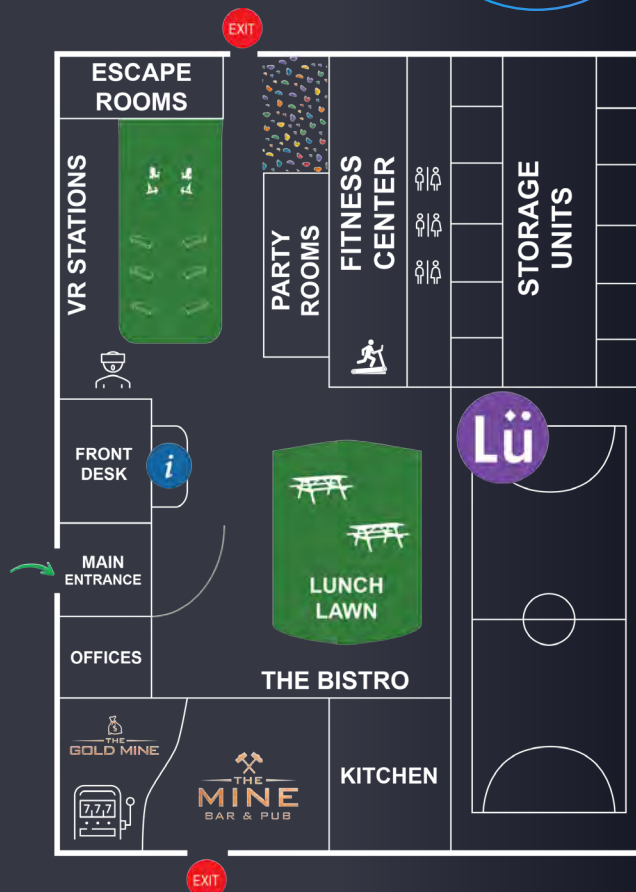 EXIT
ESCAPE
ROOMS
VR STATIONS
PARTY
ROOMS
FITNESS
CENTER
STORAGE
UNITS
Lü
FRONT
DESK
i
MAIN
ENTRANCE
LUNCH
LAWN
OFFICES
THE BISTRO
$
THE
GOLD MINE
7,7,7
THE
MINE
BAR & PUB
KITCHEN
EXIT